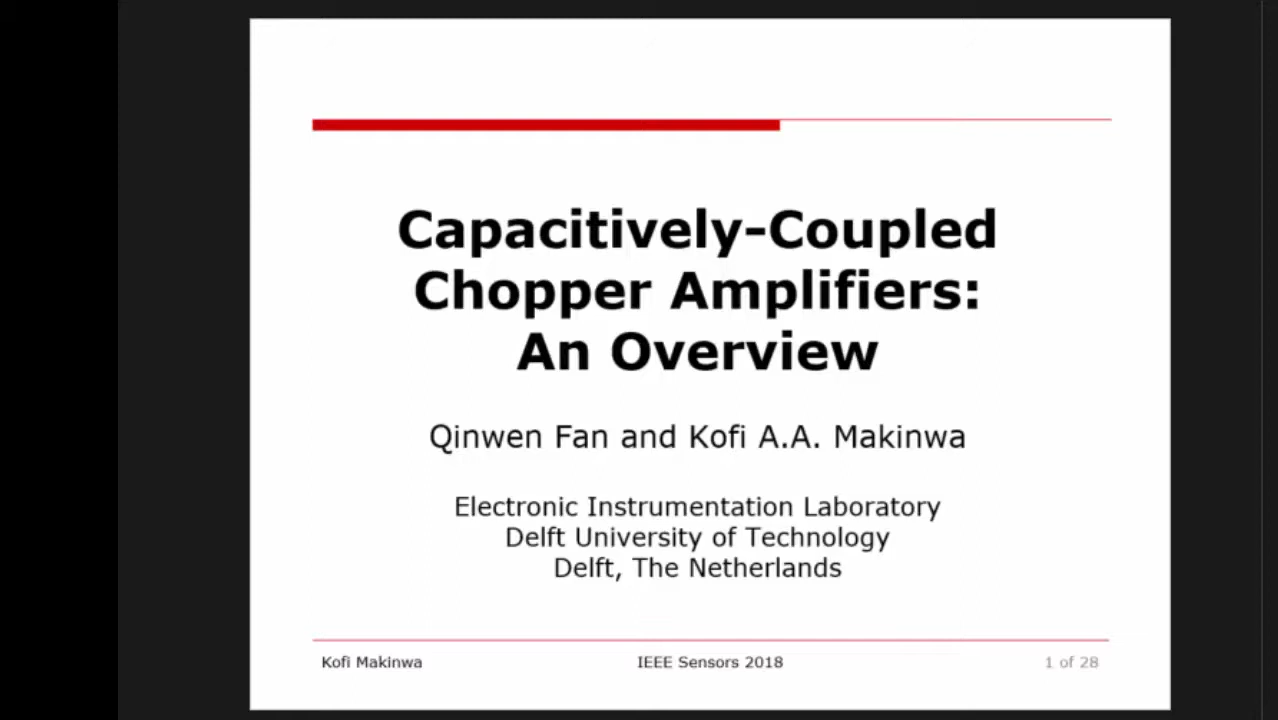 Capacitively-Coupled
Chopper Amplifiers:
An Overview
Qinwen Fan and Kofi A.A. Makinwa
Electronic Instrumentation Laboratory
Delft University of Technology
Delft, The Netherlands
Kofi Makinwa IEEE Sensors 2018 1 of 28